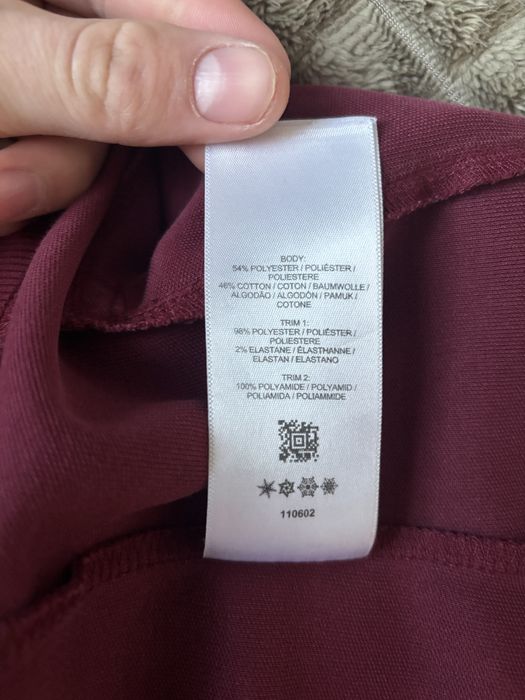 BODY:
54% POLYESTER / POLIÉSTER /
POLIESTERE
46% COTTON / COTON / BAUMWOLLE /
ALGODÃO / ALGODÓN / PAMUK /
COTONE
TRIM 1:
98% POLYESTER / POLIÉSTER /
POLIESTERE
2% ELASTANE / ÉLASTHANNE /
ELASTAN / ELASTANO
TRIM 2:
100% POLYAMIDE / POLYAMID /
POLIAMIDA / POLIAMMIDE
110602